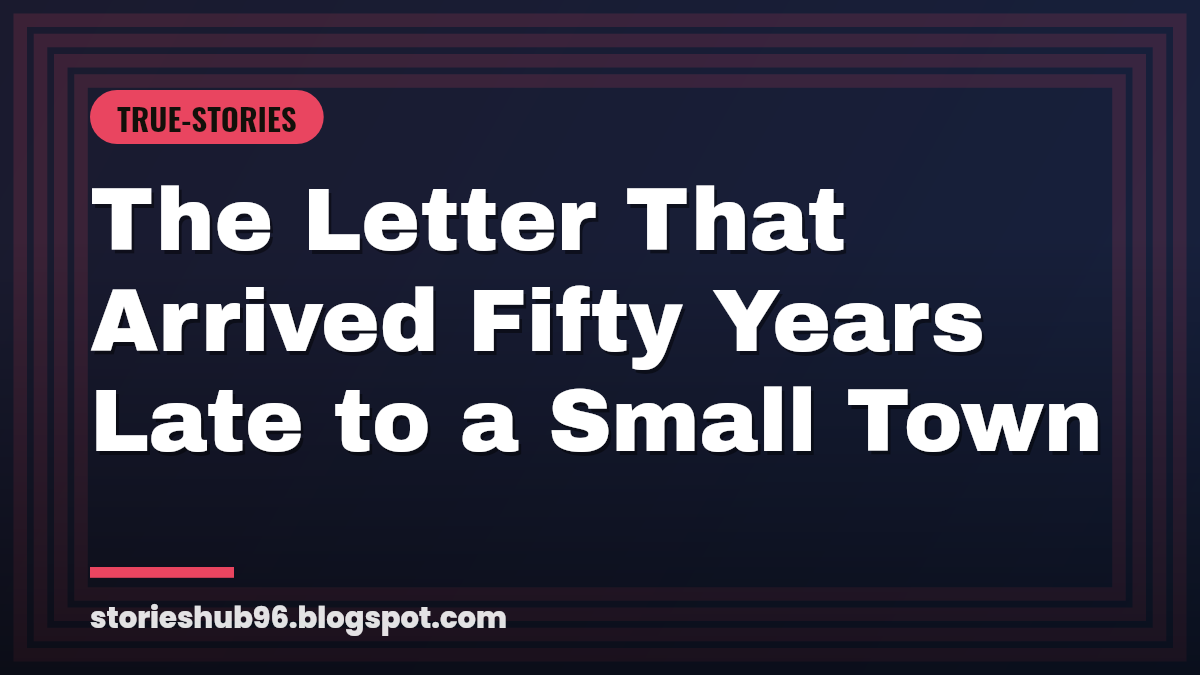 TRUE-STORIES
The Letter That
Arrived Fifty Years
Late to a Small Town
storieshub96.blogspot.com